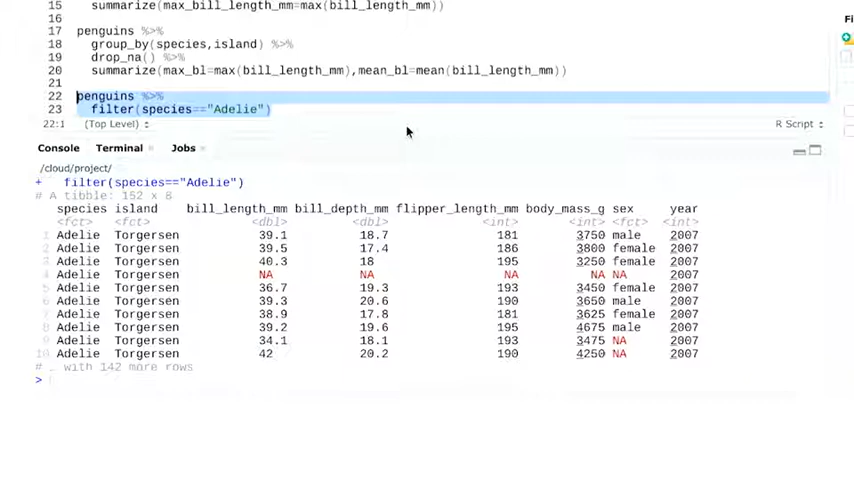 15 summarize(max_bill_length_mm=max(bill_length_mm))
16
17 penguins %>%
18 group_by(species,island) %>%
19 drop_na() %>%
20 summarize(max_bl=max(bill_length_mm),mean_bl=mean(bill_length_mm))
21
22 penguins %>%
23 filter(species=="Adelie")
22:1 (Top Level) R Script
Console Terminal Jobs
/cloud/project/
+ filter(species=="Adelie")
# A tibble: 152 x 8
species island bill_length_mm bill_depth_mm flipper_length_mm body_mass_g sex year
<fct> <fct> <dbl> <dbl> <int> <int> <fct> <int>
1 Adelie Torgersen 39.1 18.7 181 3750 male 2007
2 Adelie Torgersen 39.5 17.4 186 3800 female 2007
3 Adelie Torgersen 40.3 18 195 3250 female 2007
4 Adelie Torgersen NA NA NA NA NA 2007
5 Adelie Torgersen 36.7 19.3 193 3450 female 2007
6 Adelie Torgersen 39.3 20.6 190 3650 male 2007
7 Adelie Torgersen 38.9 17.8 181 3625 female 2007
8 Adelie Torgersen 39.2 19.6 195 4675 male 2007
9 Adelie Torgersen 34.1 18.1 193 3475 NA 2007
10 Adelie Torgersen 42 20.2 190 4250 NA 2007
# … with 142 more rows
>
Fi